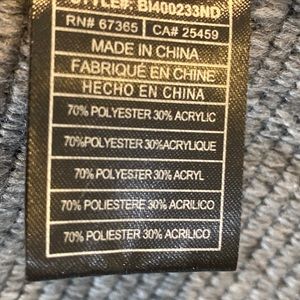 STYLE#: BI400233ND
RN# 67365 CA# 25459
MADE IN CHINA
FABRIQUÉ EN CHINE
HECHO EN CHINA
70% POLYESTER 30% ACRYLIC
70%POLYESTER 30%ACRYLIQUE
70% POLYESTER 30% ACRYL
70% POLIESTERE 30% ACRILICO
70% POLIESTER 30% ACRILICO